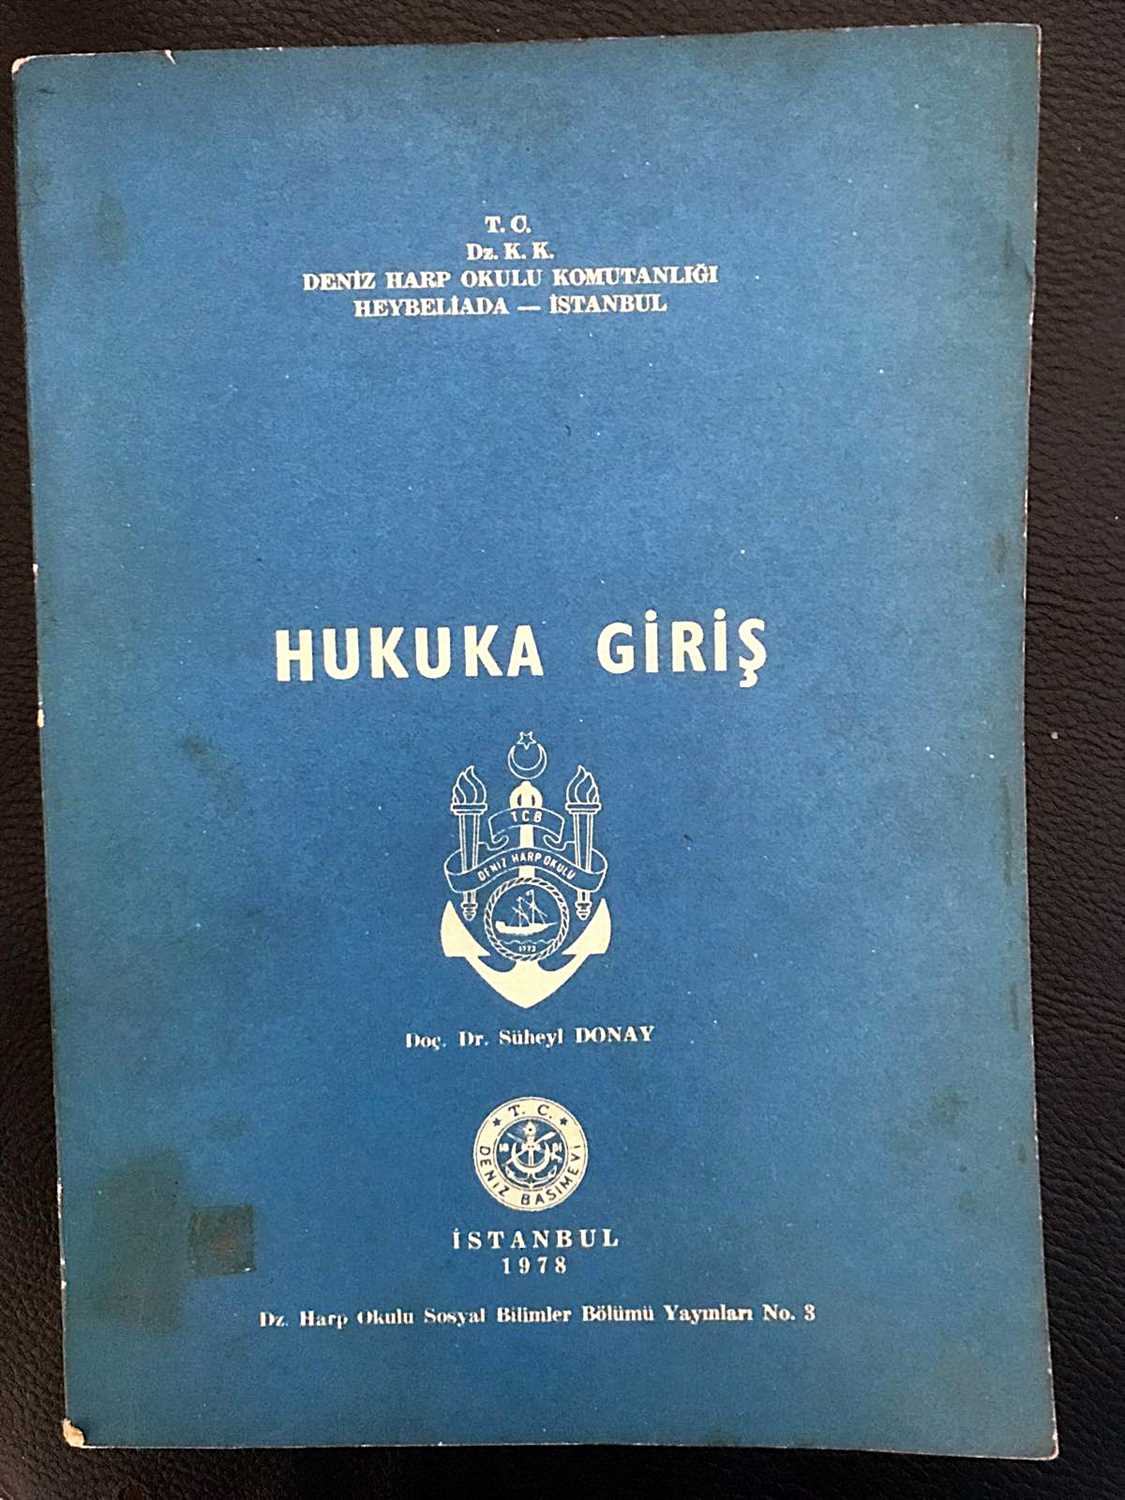 T. C.
Dz. K. K.
DENİZ HARP OKULU KOMUTANLIĞI
HEYBELİADA — İSTANBUL
HUKUKA GİRİŞ
TCB
DENİZ HARP OKULU
1773
Doç. Dr. Süheyl DONAY
T. C.
DENİZ BASIMEVİ
İSTANBUL
1978
Dz. Harp Okulu Sosyal Bilimler Bölümü Yayınları No. 3